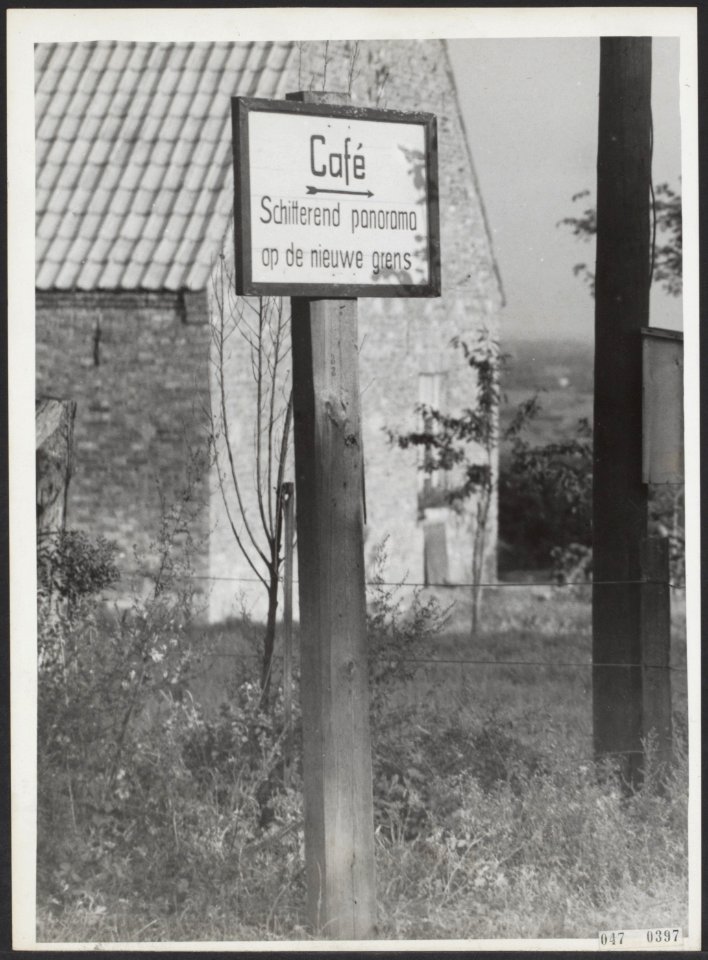 Café
Schitterend panorama
op de nieuwe grens
047 0397